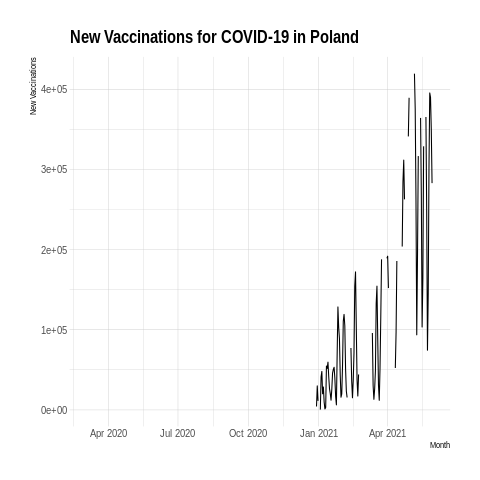 New Vaccinations for COVID-19 in Poland
New Vaccinations
4e+05
3e+05
2e+05
1e+05
0e+00
Apr 2020 Jul 2020 Oct 2020 Jan 2021 Apr 2021
Month